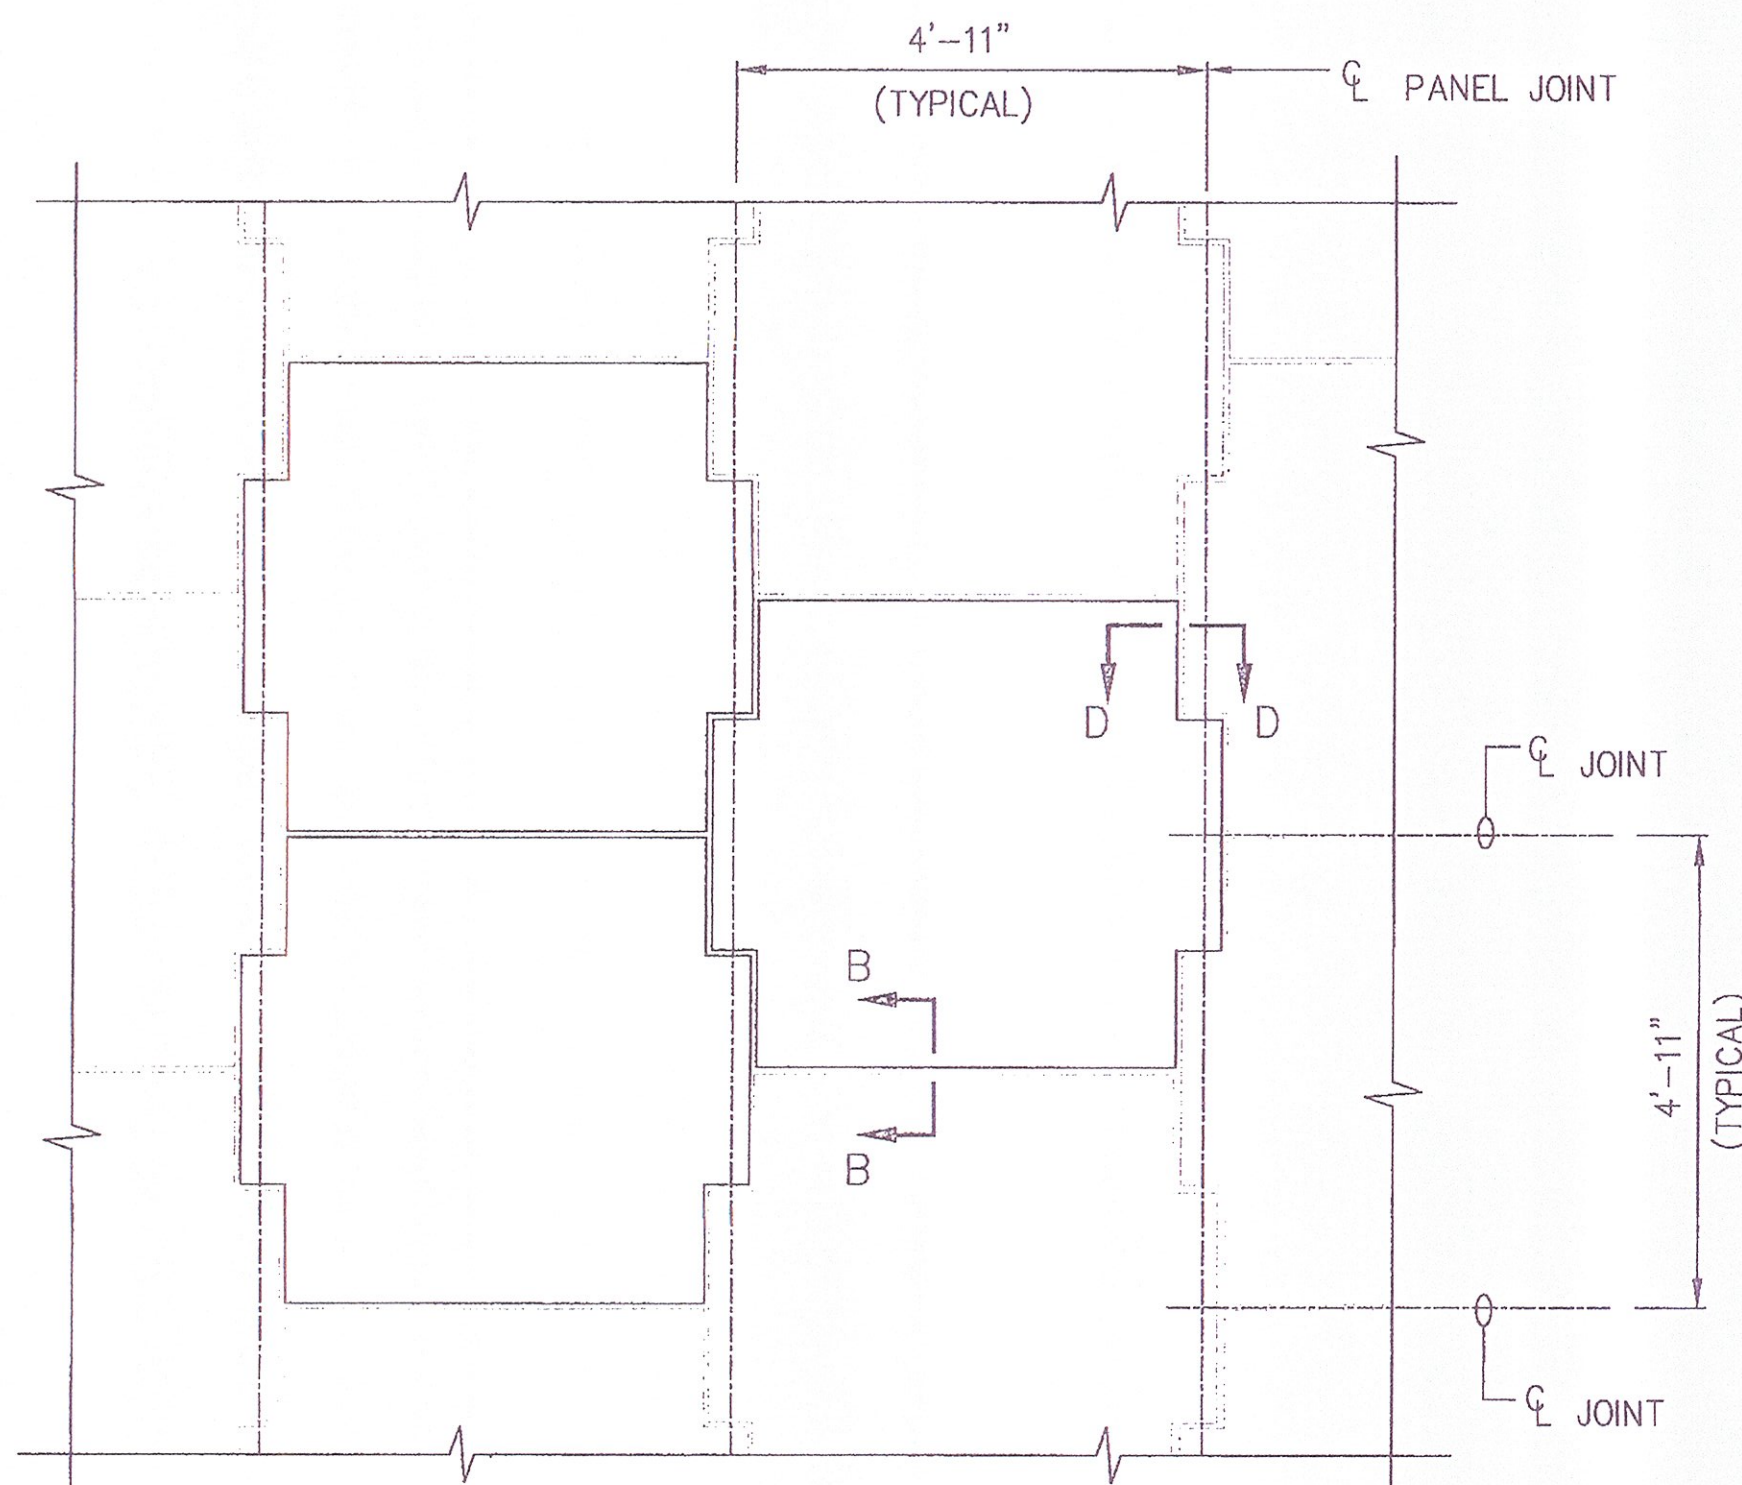 4'-11"
(TYPICAL)
℄ PANEL JOINT
D D
℄ JOINT
B
B
4'-11"
(TYPICAL)
℄ JOINT